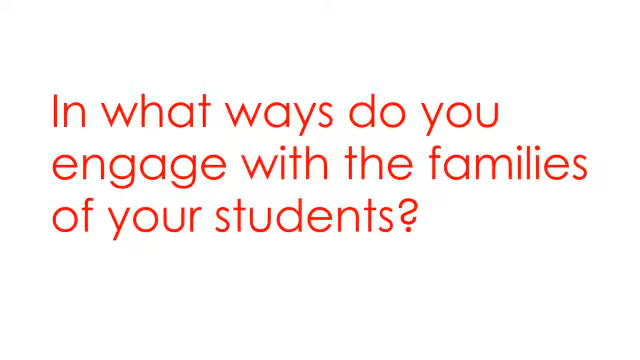 In what ways do you
engage with the families
of your students?